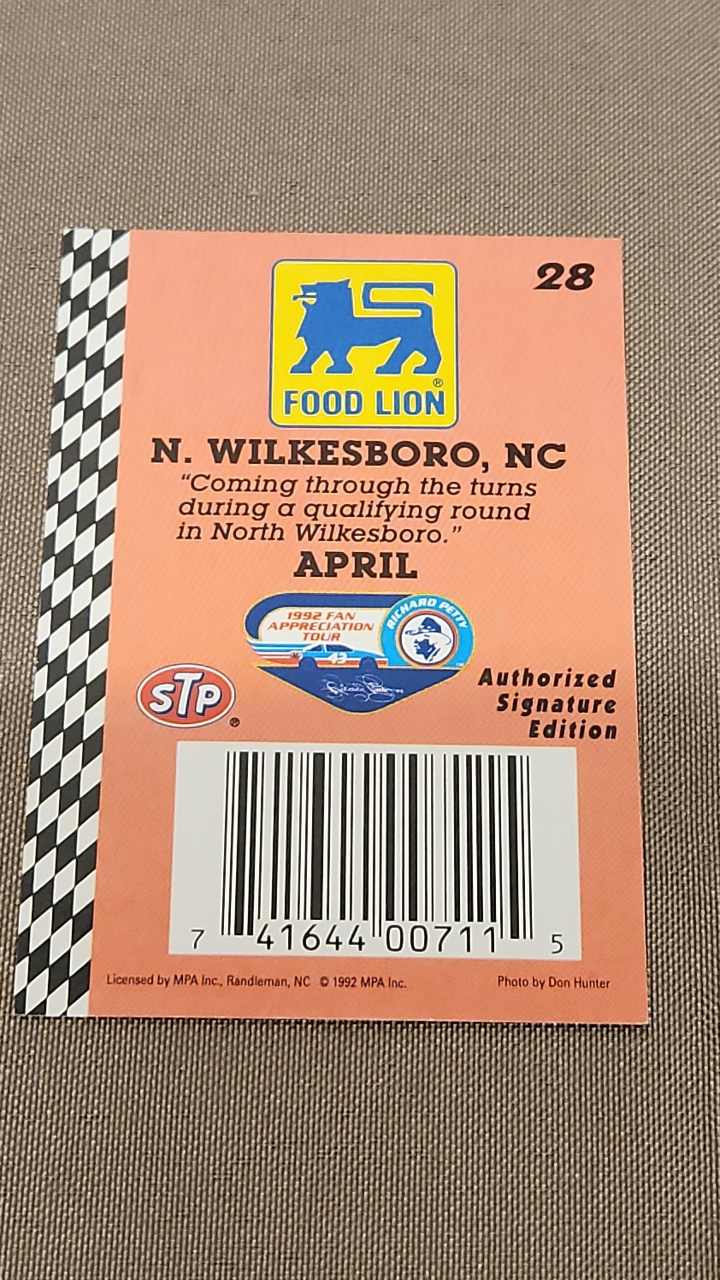 28
FOOD LION®
N. WILKESBORO, NC
“Coming through the turns
during a qualifying round
in North Wilkesboro.”
APRIL
1992 FAN
APPRECIATION
TOUR
RICHARD PETTY
43
TM
STP®
Authorized
Signature
Edition
7 41644 00711 5
Licensed by MPA Inc., Randleman, NC © 1992 MPA Inc.
Photo by Don Hunter